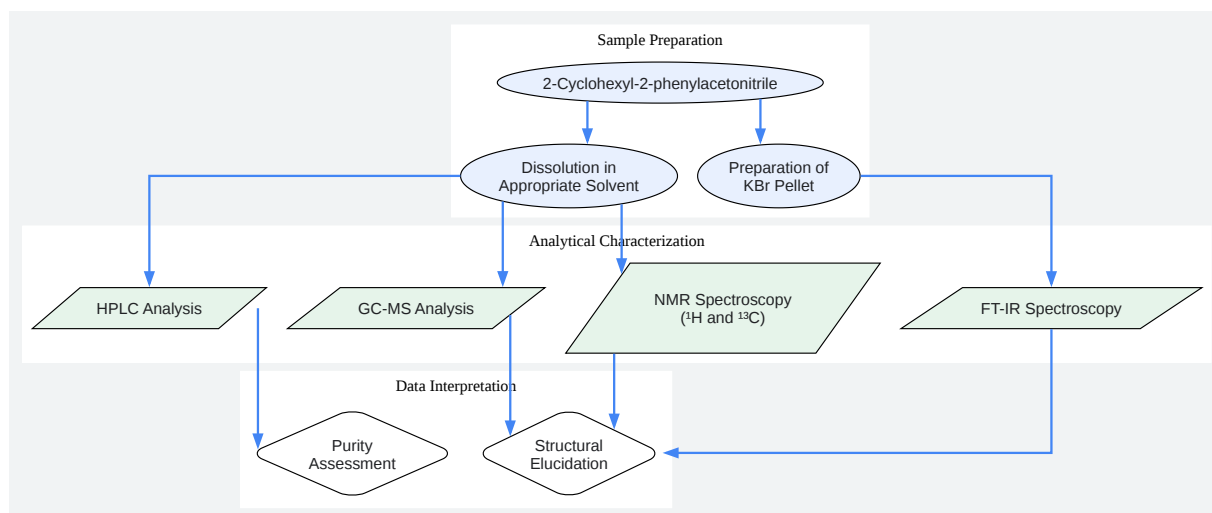 Sample Preparation
2-Cyclohexyl-2-phenylacetonitrile
Dissolution in
Appropriate Solvent
Preparation of
KBr Pellet
Analytical Characterization
HPLC Analysis
GC-MS Analysis
NMR Spectroscopy
(¹H and ¹³C)
FT-IR Spectroscopy
Data Interpretation
Purity
Assessment
Structural
Elucidation